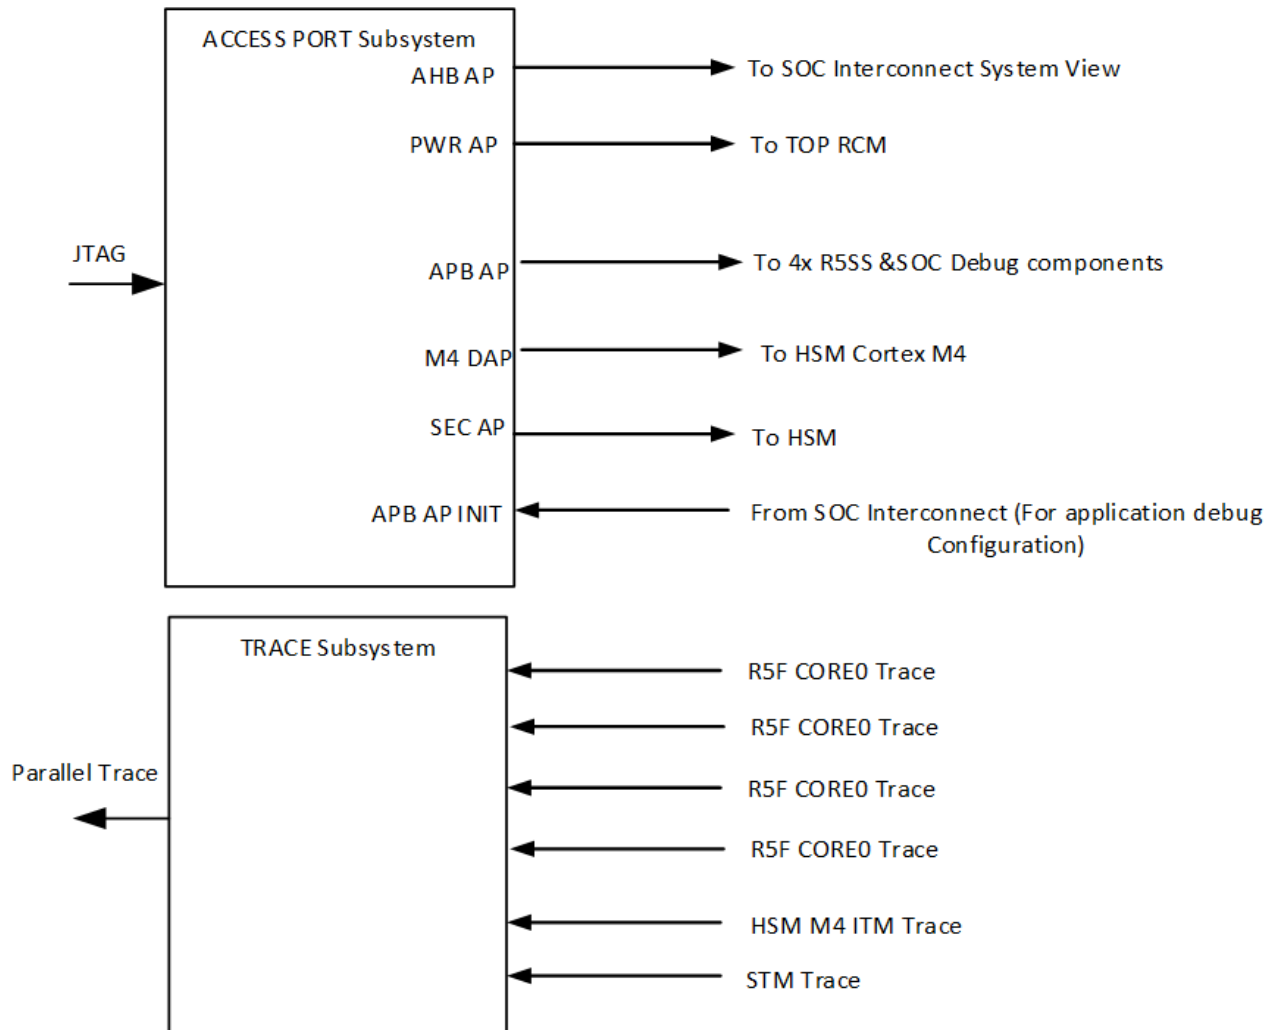 ACCESS PORT Subsystem
AHB AP
To SOC Interconnect System View
PWR AP
To TOP RCM
JTAG
APB AP
To 4x R5SS &SOC Debug components
M4 DAP
To HSM Cortex M4
SEC AP
To HSM
APB AP INIT
From SOC Interconnect (For application debug
Configuration)
TRACE Subsystem
R5F CORE0 Trace
R5F CORE0 Trace
Parallel Trace
R5F CORE0 Trace
R5F CORE0 Trace
HSM M4 ITM Trace
STM Trace